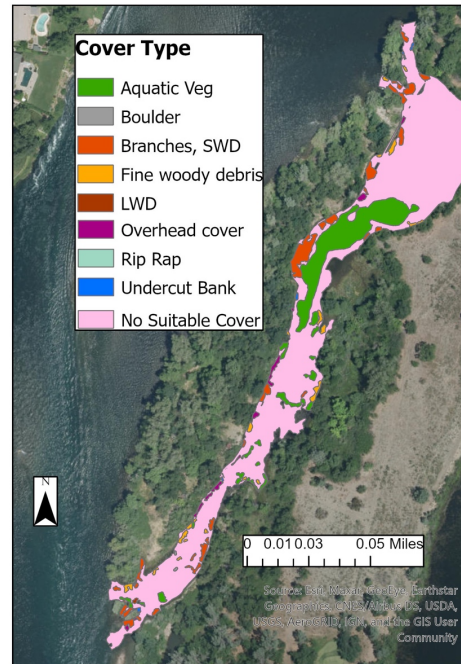 Cover Type
Aquatic Veg
Boulder
Branches, SWD
Fine woody debris
LWD
Overhead cover
Rip Rap
Undercut Bank
No Suitable Cover
N
0 0.01 0.03 0.05 Miles
Source: Esri, Maxar, GeoEye, Earthstar
Geographics, CNES/Airbus DS, USDA,
USGS, AeroGRID, IGN, and the GIS User
Community